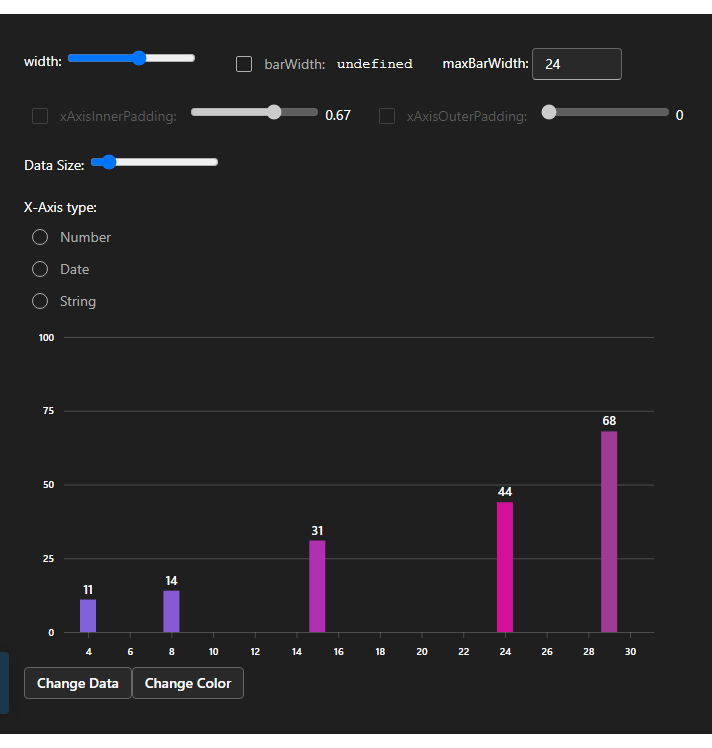 width: barWidth: undefined maxBarWidth: 24
xAxisInnerPadding: 0.67 xAxisOuterPadding: 0
Data Size:
X-Axis type:
Number
Date
String
100
75
68
50
44
31
25
14
11
0
4 6 8 10 12 14 16 18 20 22 24 26 28 30
Change Data Change Color